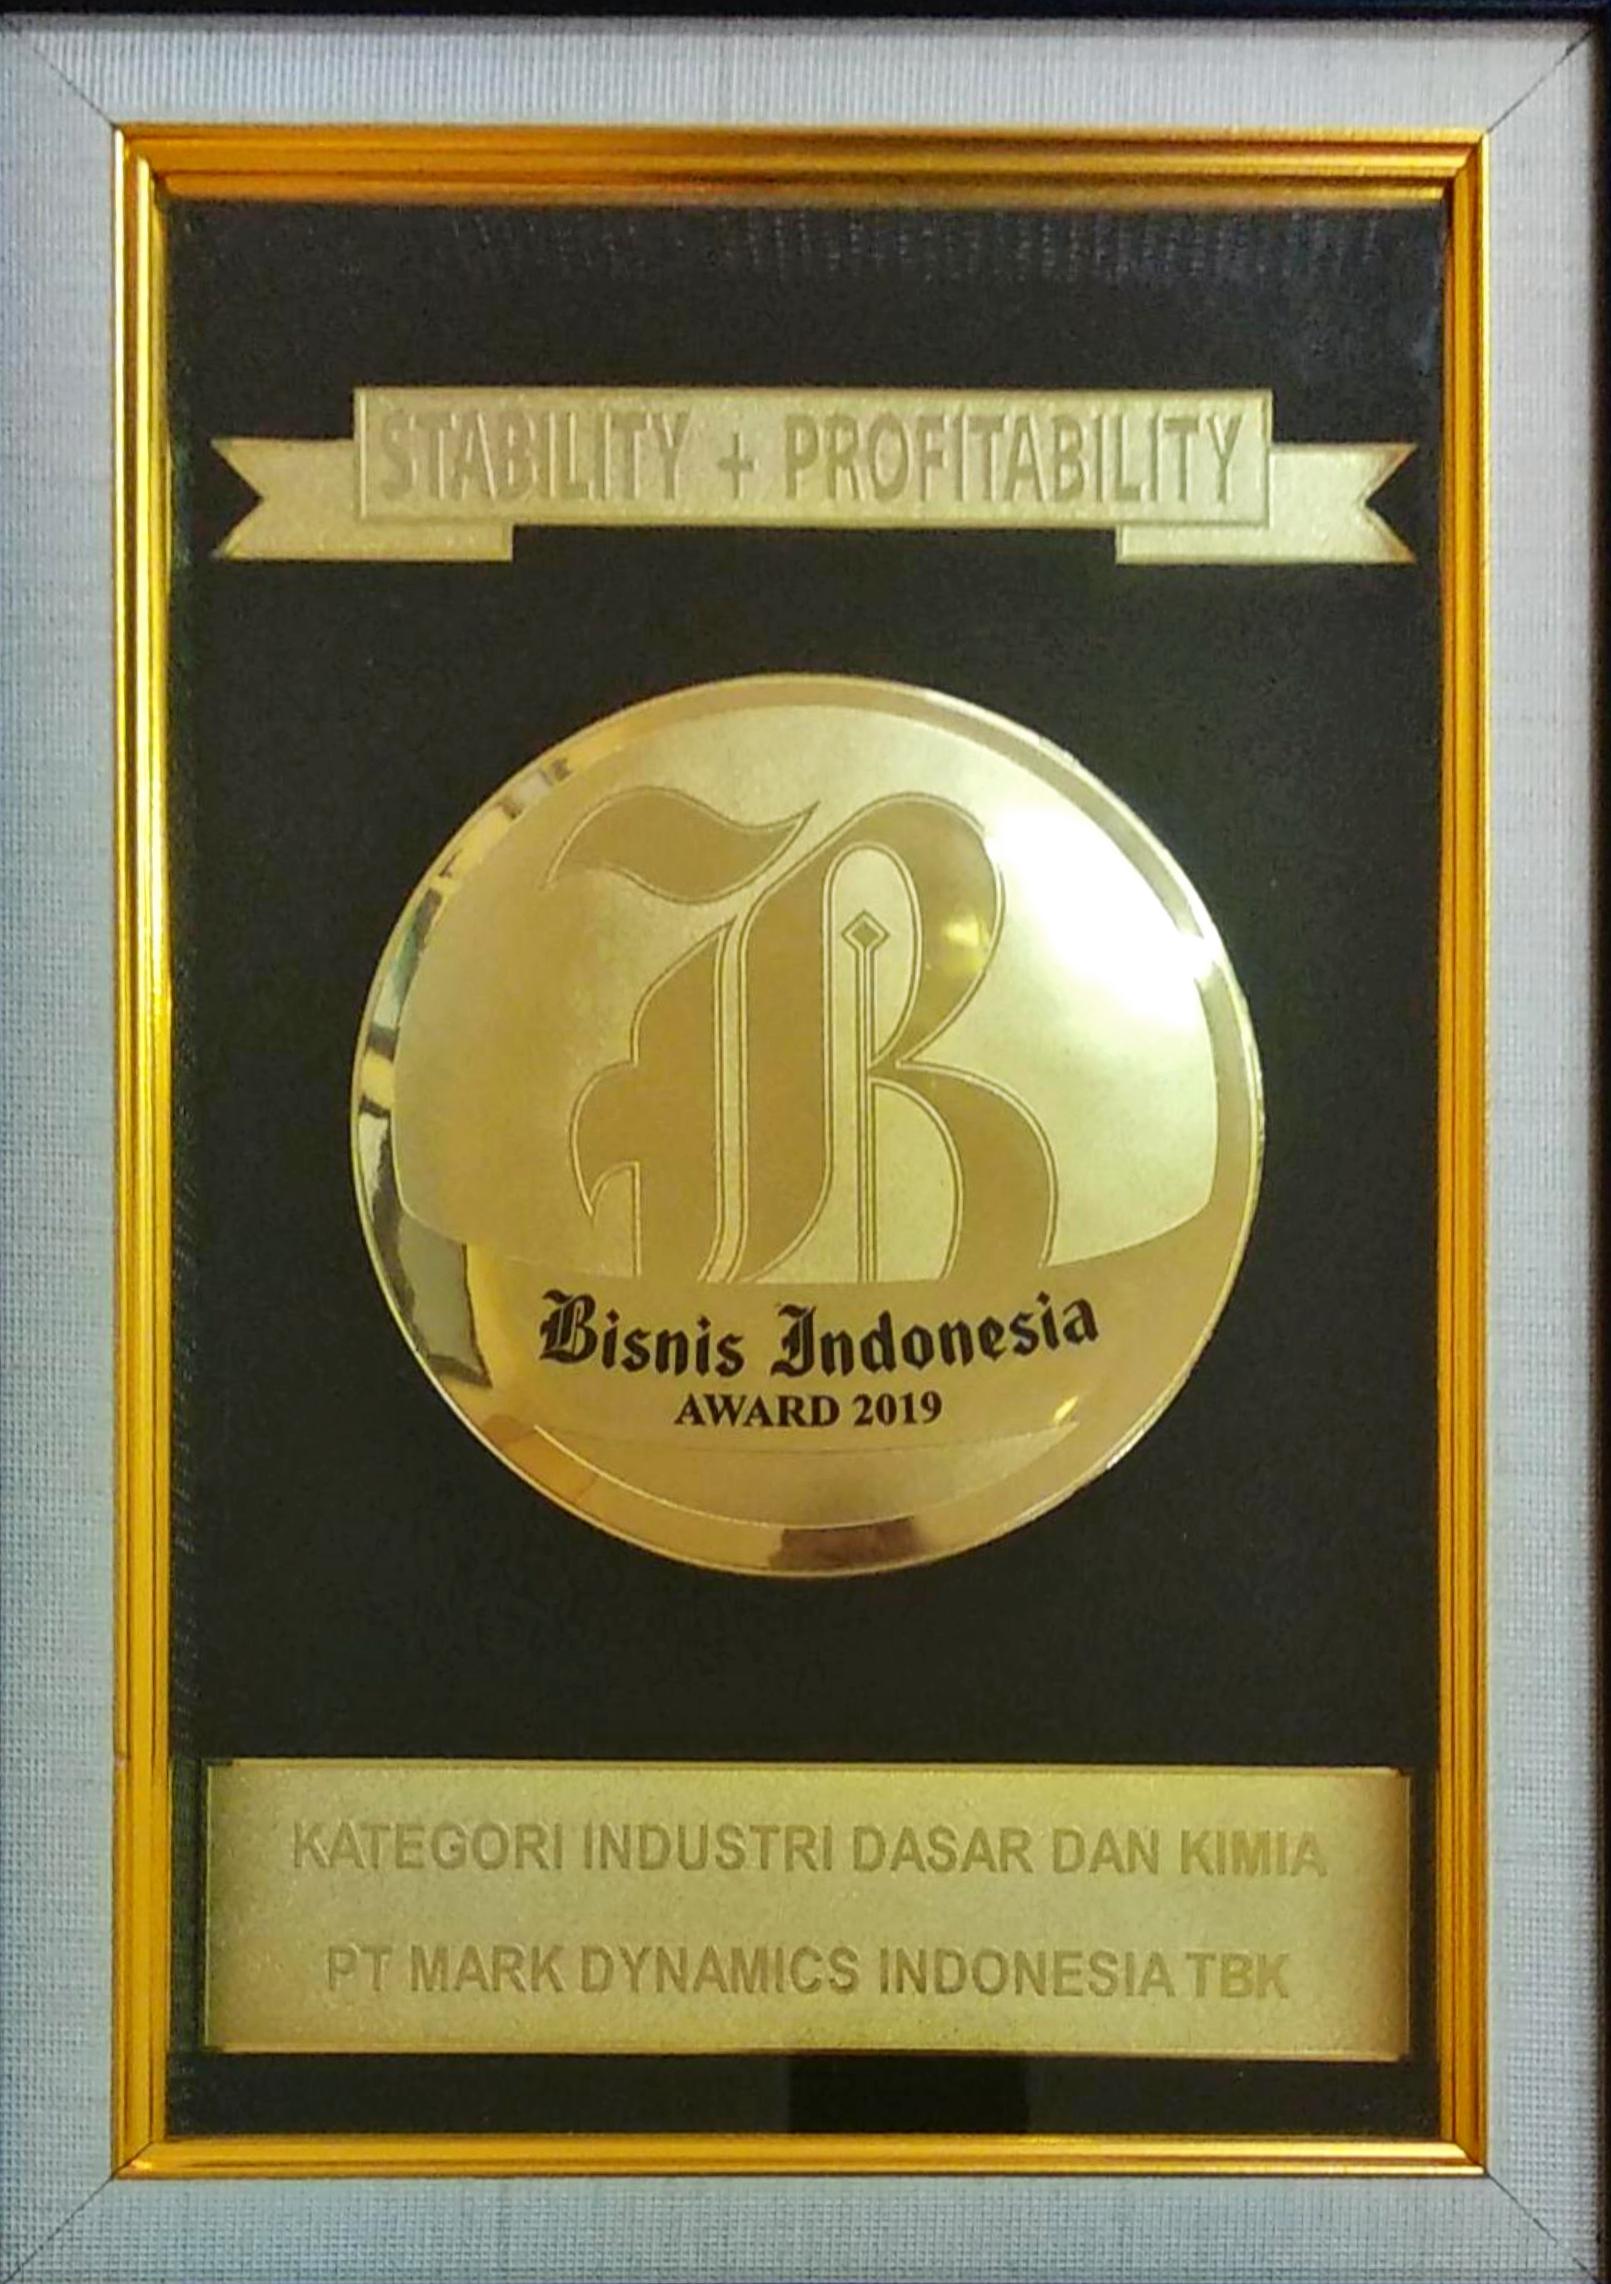 STABILITY + PROFITABILITY
B
Bisnis Indonesia
AWARD 2019
KATEGORI INDUSTRI DASAR DAN KIMIA
PT MARK DYNAMICS INDONESIA TBK